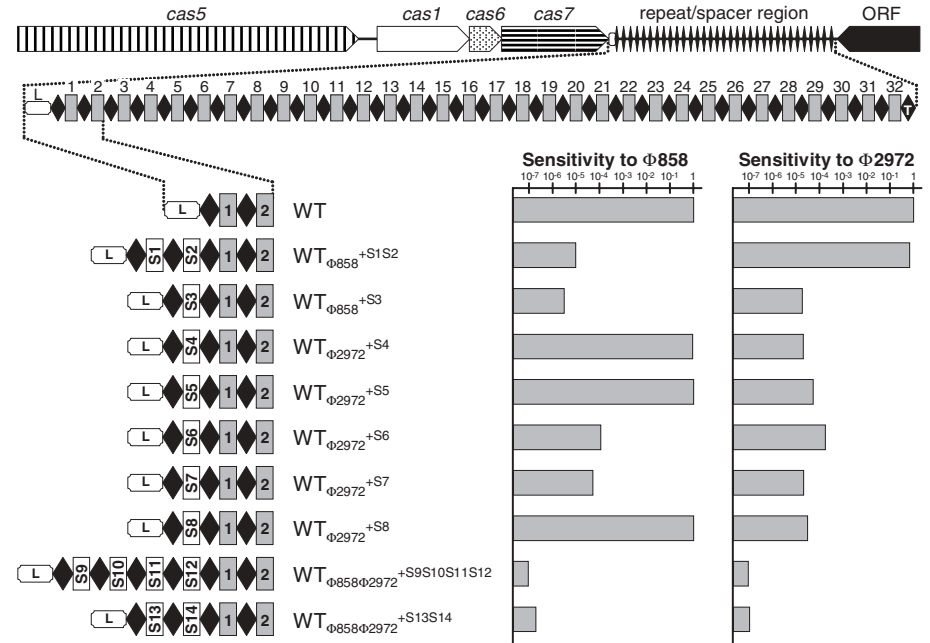 cas5 cas1 cas6 cas7 repeat/spacer region ORF
L 1 2 3 4 5 6 7 8 9 10 11 12 13 14 15 16 17 18 19 20 21 22 23 24 25 26 27 28 29 30 31 32 T
Sensitivity to Φ858 Sensitivity to Φ2972
10-7 10-6 10-5 10-4 10-3 10-2 10-1 1 10-7 10-6 10-5 10-4 10-3 10-2 10-1 1
L 1 2 WT
L S1 S2 1 2 WTΦ858+S1S2
L S3 1 2 WTΦ858+S3
L S4 1 2 WTΦ2972+S4
L S5 1 2 WTΦ2972+S5
L S6 1 2 WTΦ2972+S6
L S7 1 2 WTΦ2972+S7
L S8 1 2 WTΦ2972+S8
L S9 S10 S11 S12 1 2 WTΦ858Φ2972+S9S10S11S12
L S13 S14 1 2 WTΦ858Φ2972+S13S14